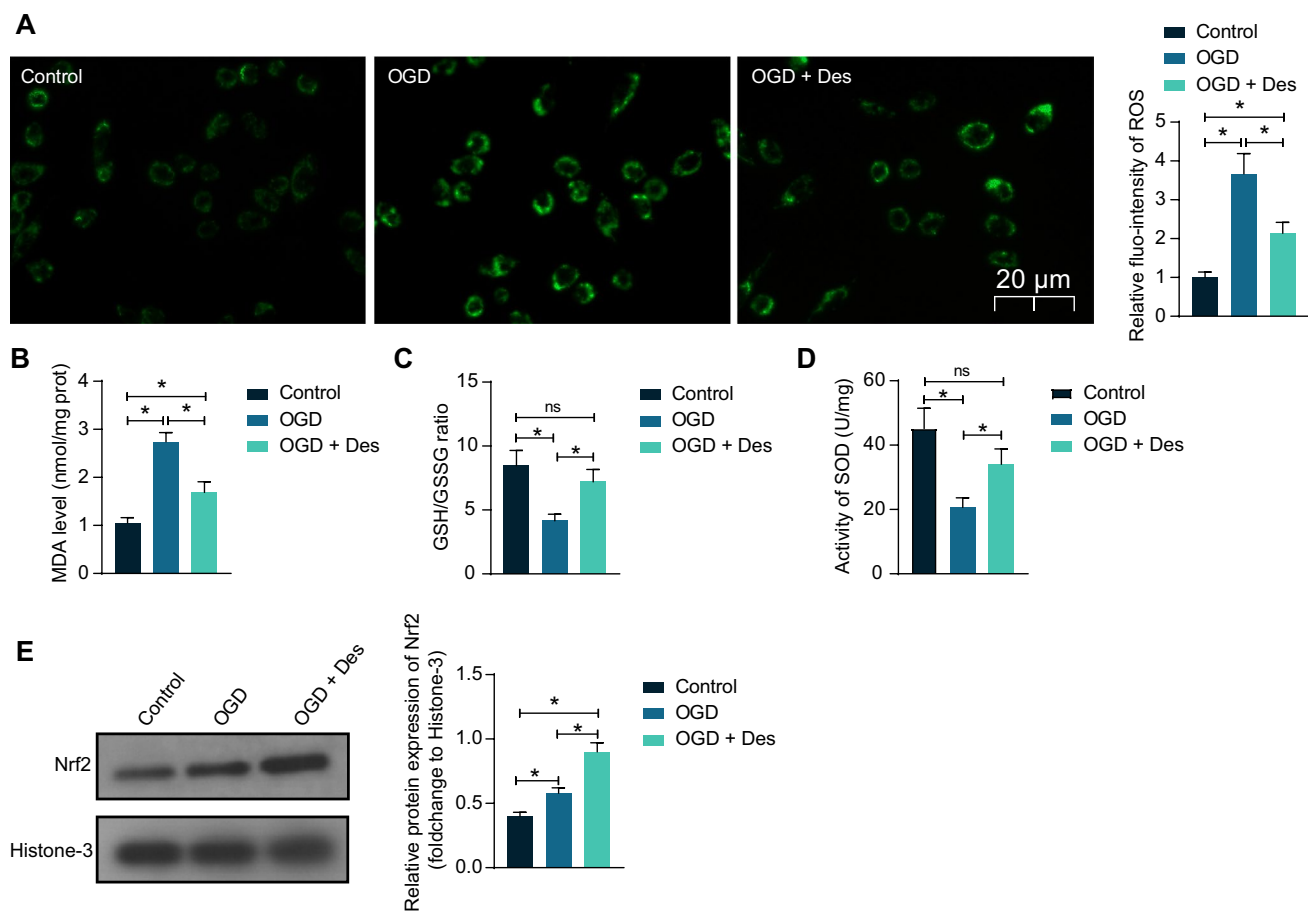 A
Control
OGD
OGD + Des
20 μm
Control
OGD
OGD + Des
Relative fluo-intensity of ROS
5
4
3
2
1
0
*
*
*
B
MDA level (nmol/mg prot)
4
3
2
1
0
*
*
*
Control
OGD
OGD + Des
C
GSH/GSSG ratio
15
10
5
0
ns
*
*
Control
OGD
OGD + Des
D
Activity of SOD (U/mg)
60
40
20
0
ns
*
*
Control
OGD
OGD + Des
E
Control
OGD
OGD + Des
Nrf2
Histone-3
Relative protein expression of Nrf2
(foldchange to Histone-3)
1.5
1.0
0.5
0.0
*
*
*
Control
OGD
OGD + Des